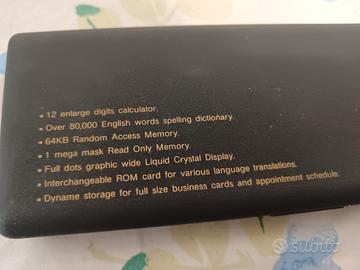 • 12 enlarge digits calculator.
• Over 80,000 English words spelling dictionary.
• 64KB Random Access Memory.
• 1 mega mask Read Only Memory.
• Full dots graphic wide Liquid Crystal Display.
• Interchangeable ROM card for various language translations.
• Dyname storage for full size business cards and appointment schedule.
subito